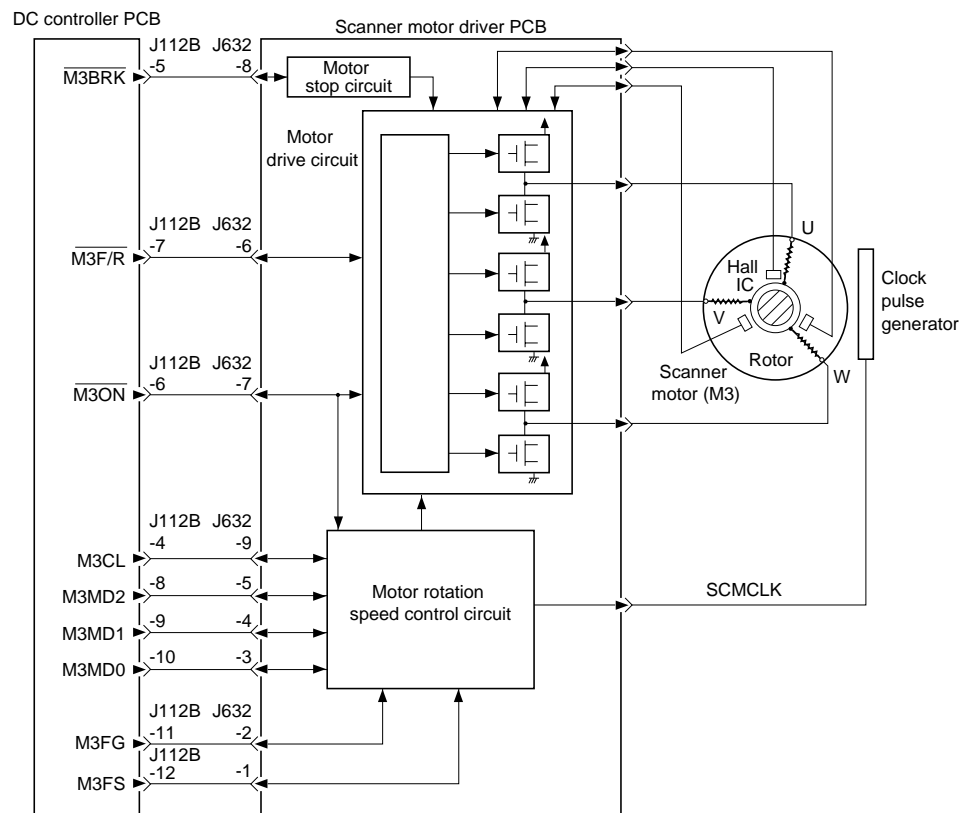 DC controller PCB
Scanner motor driver PCB
J112B J632
M3BRK
-5 -8
Motor
stop circuit
Motor
drive circuit
J112B J632
-7 -6
M3F/R
U
Hall
IC
Clock
pulse
generator
V
Rotor
W
Scanner
motor (M3)
J112B J632
-6 -7
M3ON
J112B J632
-4 -9
M3CL
-8 -5
M3MD2
-9 -4
M3MD1
-10 -3
M3MD0
Motor rotation
speed control circuit
SCMCLK
J112B J632
-11 -2
M3FG
J112B
-12 -1
M3FS